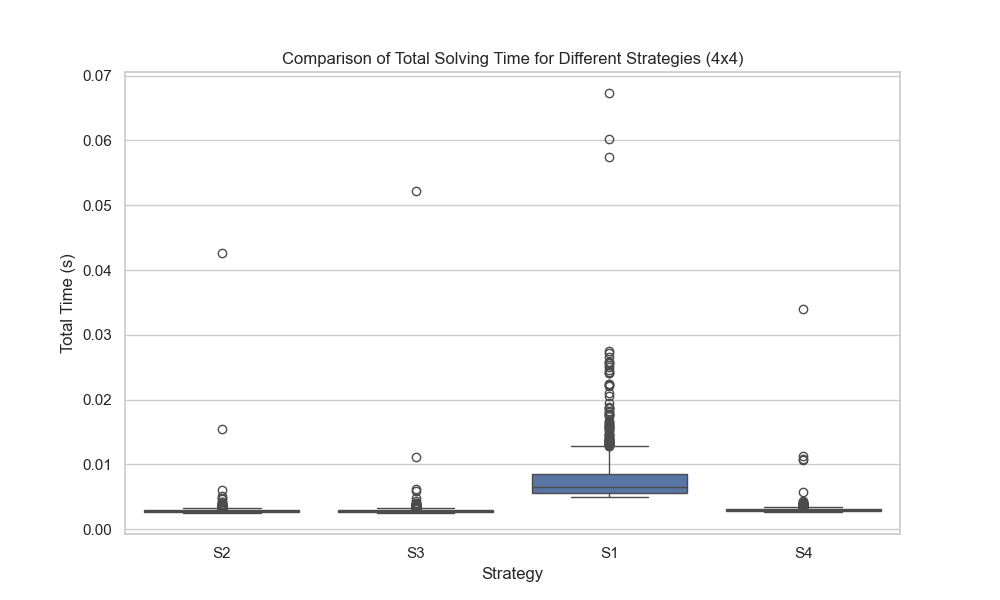 Comparison of Total Solving Time for Different Strategies (4x4)
0.07
0.06
0.05
0.04
0.03
0.02
0.01
0.00
Total Time (s)
S2 S3 S1 S4
Strategy